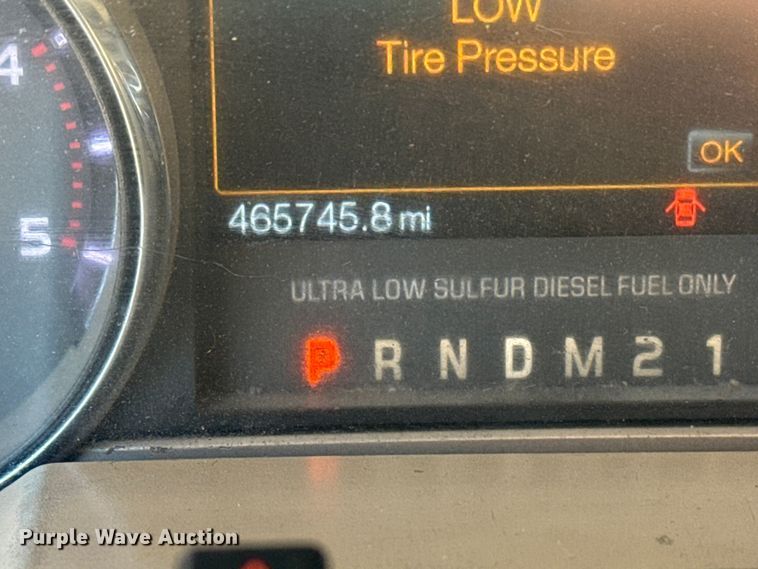 LOW
Tire Pressure
4
OK
465745.8 mi
5
ULTRA LOW SULFUR DIESEL FUEL ONLY
P R N D M 2 1
Purple Wave Auction